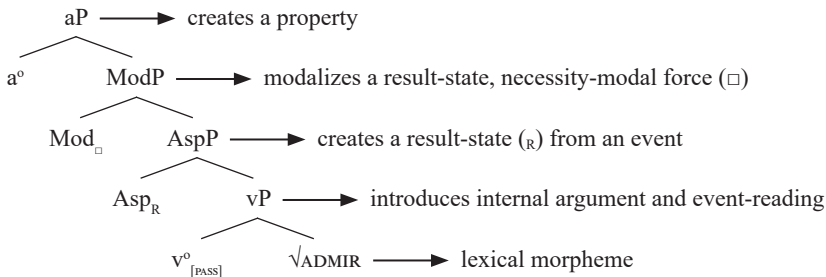 aP creates a property
aº ModP modalizes a result-state, necessity-modal force (□)
Mod□ AspP creates a result-state (R) from an event
AspR vP introduces internal argument and event-reading
vº[PASS] √ADMIR lexical morpheme